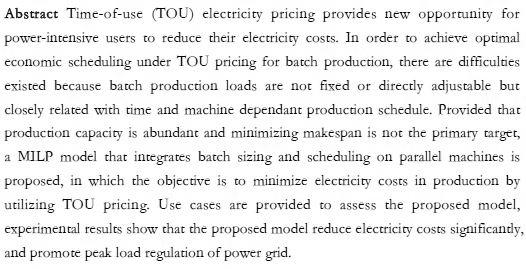 Abstract Time-of-use (TOU) electricity pricing provides new opportunity for
power-intensive users to reduce their electricity costs. In order to achieve optimal
economic scheduling under TOU pricing for batch production, there are difficulties
existed because batch production loads are not fixed or directly adjustable but
closely related with time and machine dependant production schedule. Provided that
production capacity is abundant and minimizing makespan is not the primary target,
a MILP model that integrates batch sizing and scheduling on parallel machines is
proposed, in which the objective is to minimize electricity costs in production by
utilizing TOU pricing. Use cases are provided to assess the proposed model,
experimental results show that the proposed model reduce electricity costs significantly,
and promote peak load regulation of power grid.